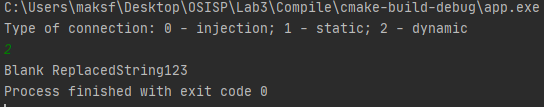 C:\Users\maksf\Desktop\OSISP\Lab3\Compile\cmake-build-debug\app.exe
Type of connection: 0 - injection; 1 - static; 2 - dynamic
2
Blank ReplacedString123
Process finished with exit code 0